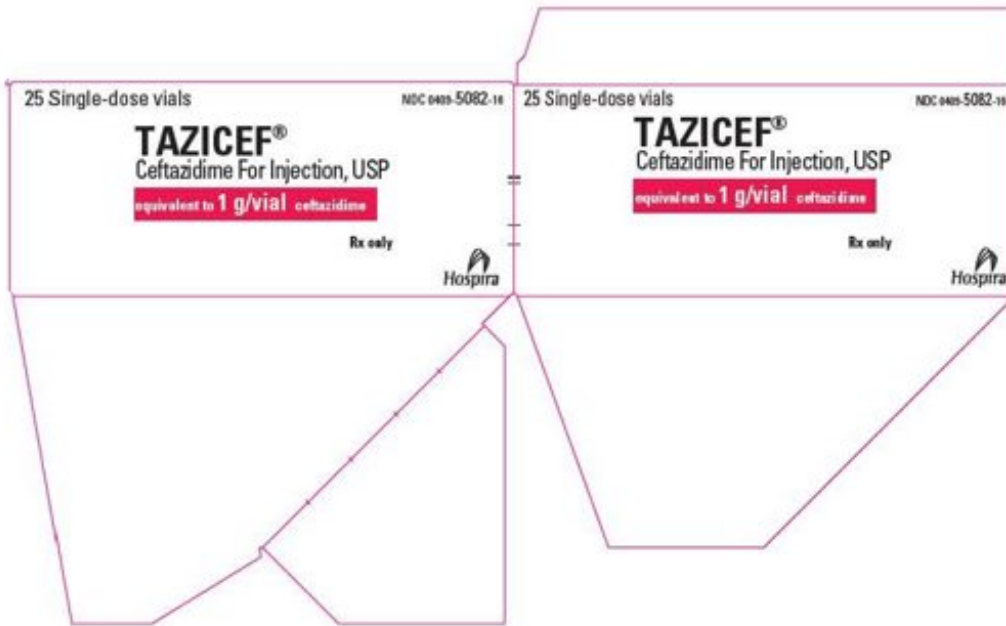 25 Single-dose vials NDC 0409-5082-16
TAZICEF®
Ceftazidime For Injection, USP
equivalent to 1 g/vial ceftazidime
Rx only
Hospira
25 Single-dose vials NDC 0409-5082-16
TAZICEF®
Ceftazidime For Injection, USP
equivalent to 1 g/vial ceftazidime
Rx only
Hospira